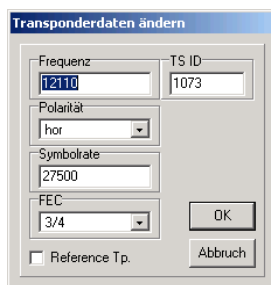 Transponderdaten ändern
Frequenz
12110
TS ID
1073
Polarität
hor
Symbolrate
27500
FEC
3/4
OK
Reference Tp.
Abbruch